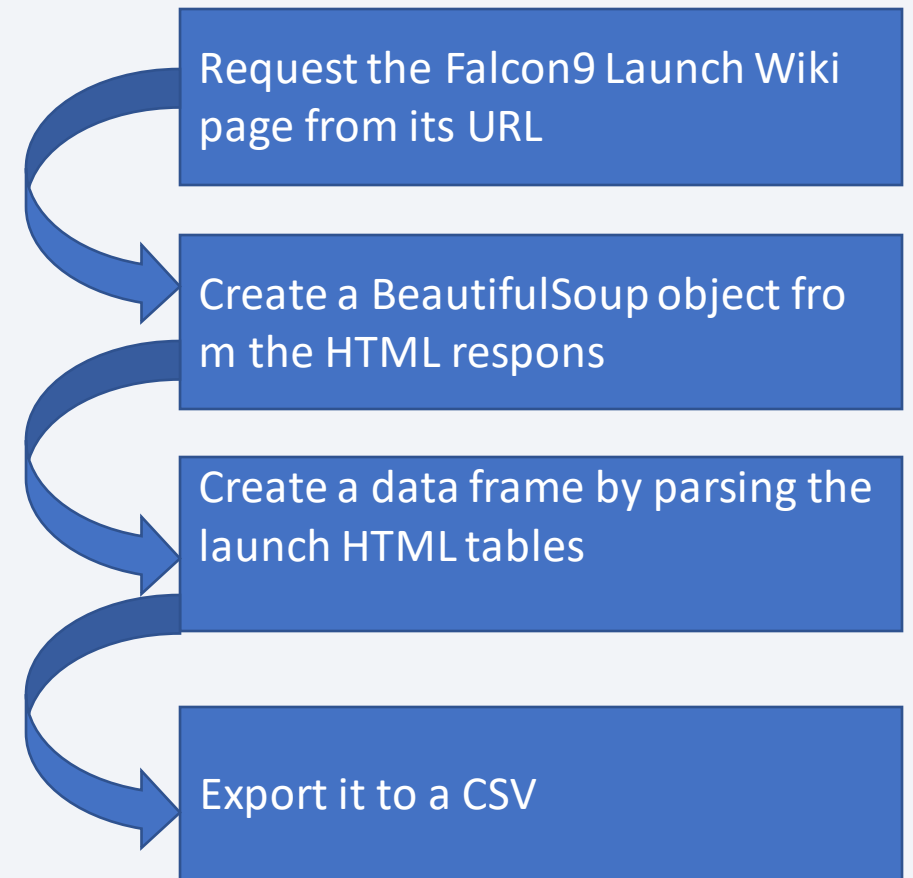 Request the Falcon9 Launch Wiki
page from its URL
Create a BeautifulSoup object fro
m the HTML respons
Create a data frame by parsing the
launch HTML tables
Export it to a CSV